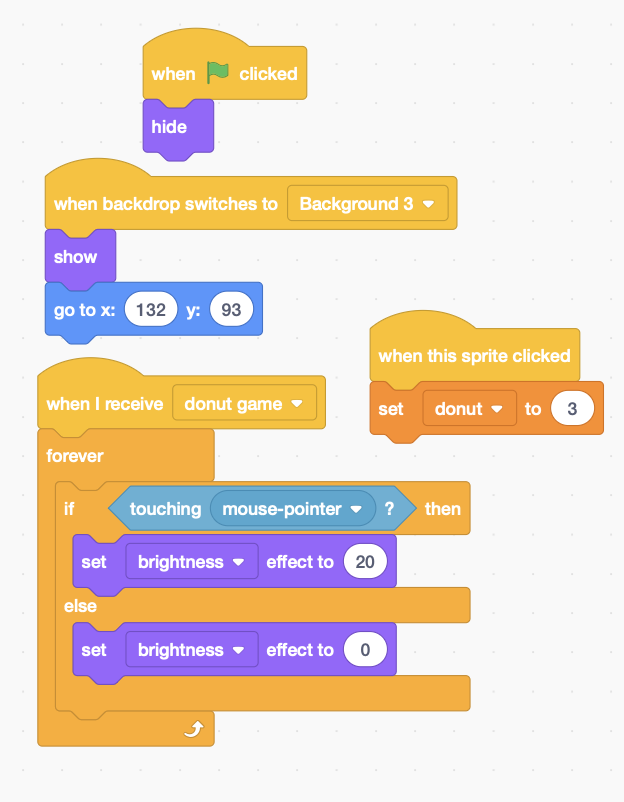 when clicked
hide
when backdrop switches to Background 3
show
go to x: 132 y: 93
when this sprite clicked
set donut to 3
when I receive donut game
forever
if touching mouse-pointer ? then
set brightness effect to 20
else
set brightness effect to 0